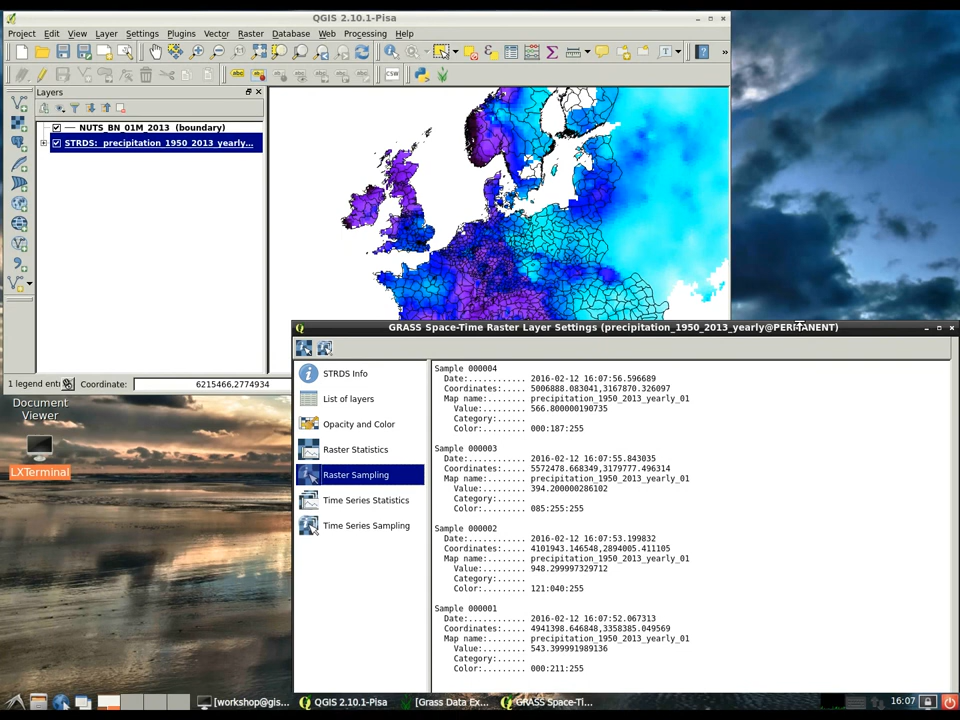 QGIS 2.10.1-Pisa
Project Edit View Layer Settings Plugins Vector Raster Database Web Processing Help
CSW
Layers
NUTS_BN_01M_2013 (boundary)
STRDS: precipitation_1950_2013_yearly...
1 legend enti
Coordinate: 6215466,2774934
Document
Viewer
LXTerminal
GRASS Space-Time Raster Layer Settings (precipitation_1950_2013_yearly@PERMANENT)
STRDS Info
List of layers
Opacity and Color
Raster Statistics
Raster Sampling
Time Series Statistics
Time Series Sampling
Sample 000004
Date:............ 2016-02-12 16:07:56.596689
Coordinates:..... 5006888.083041,3167870.326097
Map name:........ precipitation_1950_2013_yearly_01
Value:......... 566.800000190735
Category:......
Color:......... 000:187:255
Sample 000003
Date:............ 2016-02-12 16:07:55.843035
Coordinates:..... 5572478.668349,3179777.496314
Map name:........ precipitation_1950_2013_yearly_01
Value:......... 394.200000286102
Category:......
Color:......... 085:255:255
Sample 000002
Date:............ 2016-02-12 16:07:53.199832
Coordinates:..... 4101943.146548,2894005.411105
Map name:........ precipitation_1950_2013_yearly_01
Value:......... 948.299997329712
Category:......
Color:......... 121:040:255
Sample 000001
Date:............ 2016-02-12 16:07:52.067313
Coordinates:..... 4941398.646848,3358385.049569
Map name:........ precipitation_1950_2013_yearly_01
Value:......... 543.399991989136
Category:......
Color:......... 000:211:255
[workshop@gis... QGIS 2.10.1-Pisa [Grass Data Ex... GRASS Space-Ti... 16:07